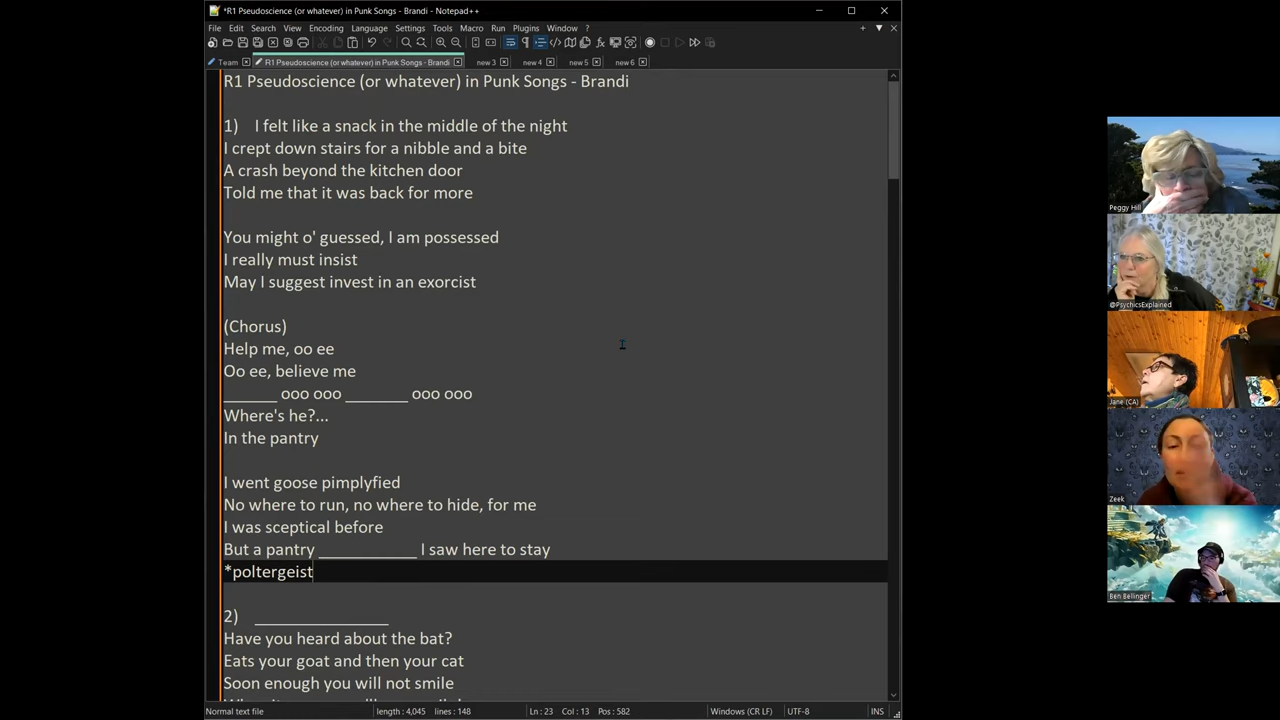 *R1 Pseudoscience (or whatever) in Punk Songs - Brandi - Notepad++
File Edit Search View Encoding Language Settings Tools Macro Run Plugins Window ?
Team R1 Pseudoscience (or whatever) in Punk Songs - Brandi new 3 new 4 new 5 new 6
R1 Pseudoscience (or whatever) in Punk Songs - Brandi
1) I felt like a snack in the middle of the night
I crept down stairs for a nibble and a bite
A crash beyond the kitchen door
Told me that it was back for more
You might o' guessed, I am possessed
I really must insist
May I suggest invest in an exorcist
(Chorus)
Help me, oo ee
Oo ee, believe me
______ ooo ooo _______ ooo ooo
Where's he?...
In the pantry
I went goose pimplyfied
No where to run, no where to hide, for me
I was sceptical before
But a pantry ___________ I saw here to stay
*poltergeist
2) _______________
Have you heard about the bat?
Eats your goat and then your cat
Soon enough you will not smile
Normal text file length : 4,045 lines : 148 Ln : 23 Col : 13 Pos : 582 Windows (CR LF) UTF-8 INS
Peggy Hill
@PsychicsExplained
Jane (CA)
Zeek
Ben Bellinger